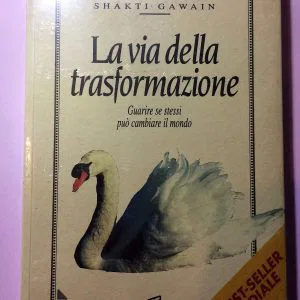 SHAKTI GAWAIN
La via della
trasformazione
Guarire se stessi
può cambiare il mondo